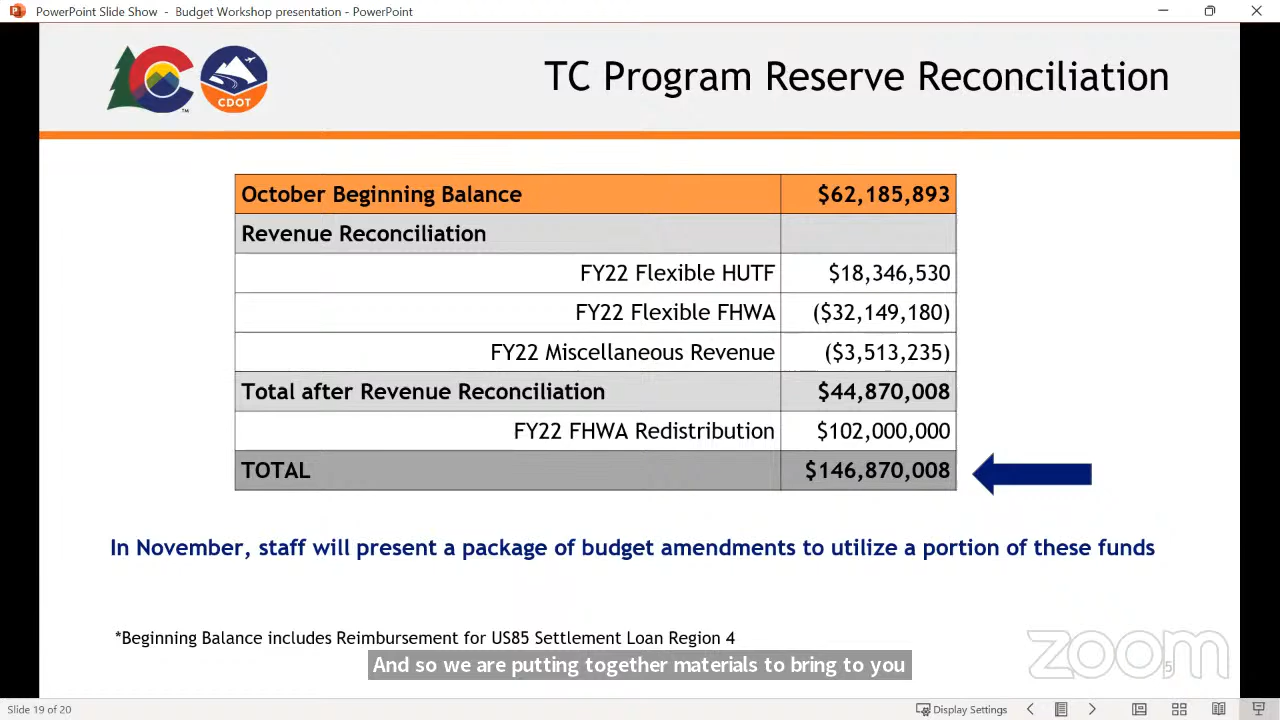 PowerPoint Slide Show - Budget Workshop presentation - PowerPoint
CDOT
TM
TC Program Reserve Reconciliation
October Beginning Balance $62,185,893
Revenue Reconciliation
FY22 Flexible HUTF $18,346,530
FY22 Flexible FHWA ($32,149,180)
FY22 Miscellaneous Revenue ($3,513,235)
Total after Revenue Reconciliation $44,870,008
FY22 FHWA Redistribution $102,000,000
TOTAL $146,870,008
In November, staff will present a package of budget amendments to utilize a portion of these funds
*Beginning Balance includes Reimbursement for US85 Settlement Loan Region 4
And so we are putting together materials to bring to you
zoom
5
Slide 19 of 20
Display Settings